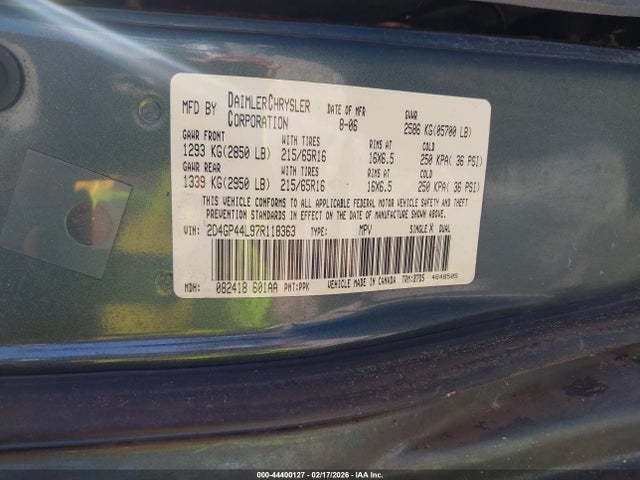 MFD BY DAIMLERCHRYSLER CORPORATION DATE OF MFR 8-06 GVWR 2586 KG(05700 LB)
GAWR FRONT WITH TIRES RIMS AT COLD
1293 KG(2850 LB) 215/65R16 16X6.5 250 KPA( 36 PSI)
GAWR REAR WITH TIRES RIMS AT COLD
1339 KG(2950 LB) 215/65R16 16X6.5 250 KPA( 36 PSI)
THIS VEHICLE CONFORMS TO ALL APPLICABLE FEDERAL MOTOR VEHICLE SAFETY, BUMPER, AND THEFT
PREVENTION STANDARDS IN EFFECT ON THE DATE OF MANUFACTURE SHOWN ABOVE.
VIN: 2D4GP44L97R118363 TYPE: MPV SINGLE X DUAL
MDH: 082418 601AA PNT:PPK VEHICLE MADE IN CANADA TRM:J7D5 4640505
000-44400127 - 02/17/2026 - IAA Inc.